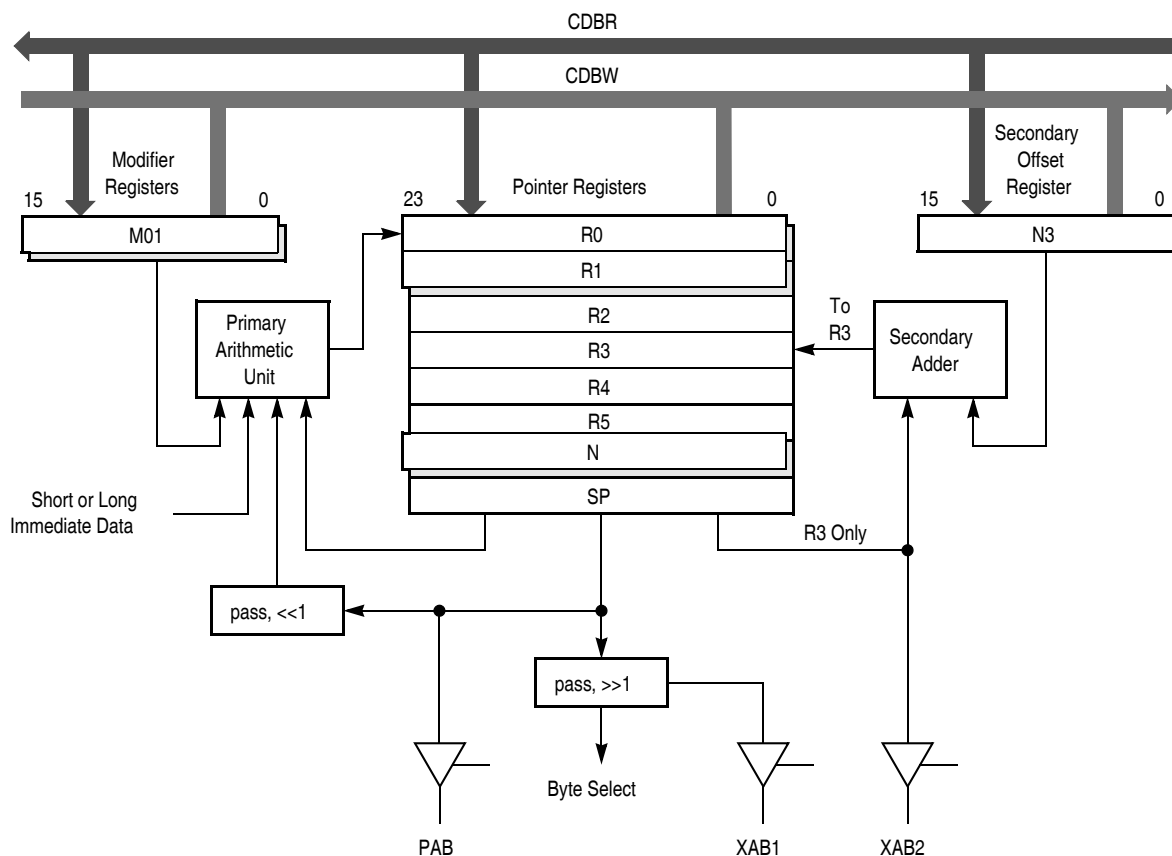 CDBR
CDBW
Modifier
Registers
Pointer Registers
Secondary
Offset
Register
15
0
23
0
15
0
M01
R0
N3
R1
R2
R3
R4
R5
N
SP
Primary
Arithmetic
Unit
To
R3
Secondary
Adder
Short or Long
Immediate Data
R3 Only
pass, <<1
pass, >>1
Byte Select
PAB
XAB1
XAB2